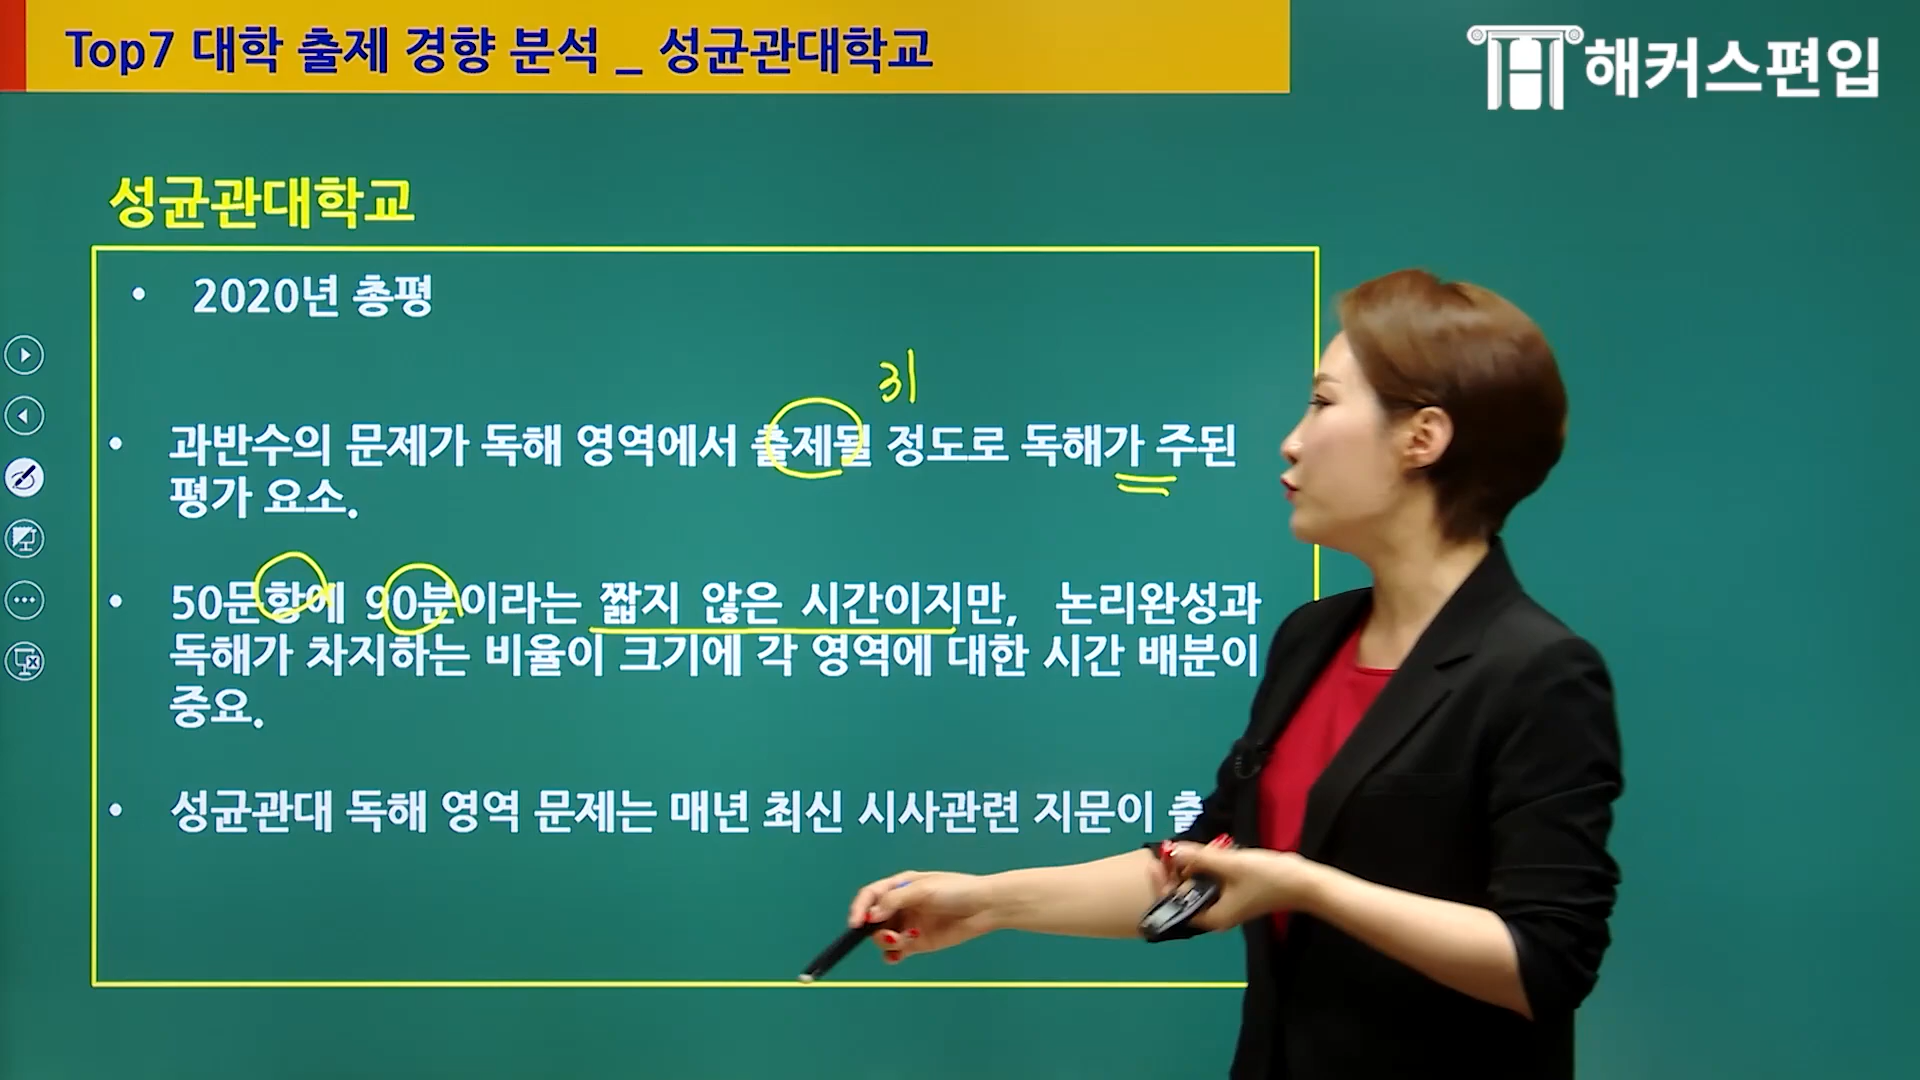 Top7 대학 출제 경향 분석 _ 성균관대학교
해커스편입
성균관대학교
• 2020년 총평
31
• 과반수의 문제가 독해 영역에서 출제될 정도로 독해가 주된
평가 요소.
• 50문항에 90분이라는 짧지 않은 시간이지만, 논리완성과
독해가 차지하는 비율이 크기에 각 영역에 대한 시간 배분이
중요.
• 성균관대 독해 영역 문제는 매년 최신 시사관련 지문이